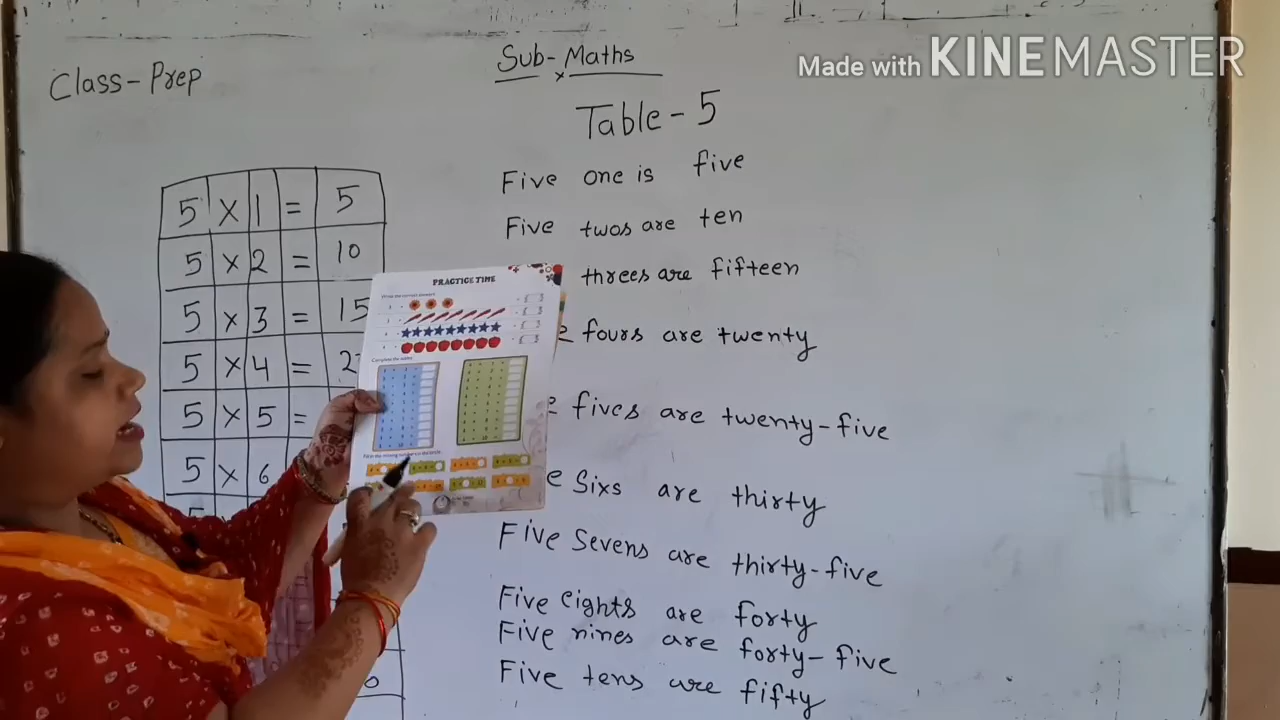 Made with KINEMASTER
Class-Prep
Sub-Maths
Table-5
5 X 1 = 5
5 X 2 = 10
5 X 3 = 15
5 X 4 = 2
5 X 5 =
5 X 6
Five one is five
Five twos are ten
threes are fifteen
fours are twenty
fives are twenty-five
Sixs are thirty
Five Sevens are thirty-five
Five eights are forty
Five nines are forty-five
Five tens are fifty
PRACTICE TIME
Complete the tables